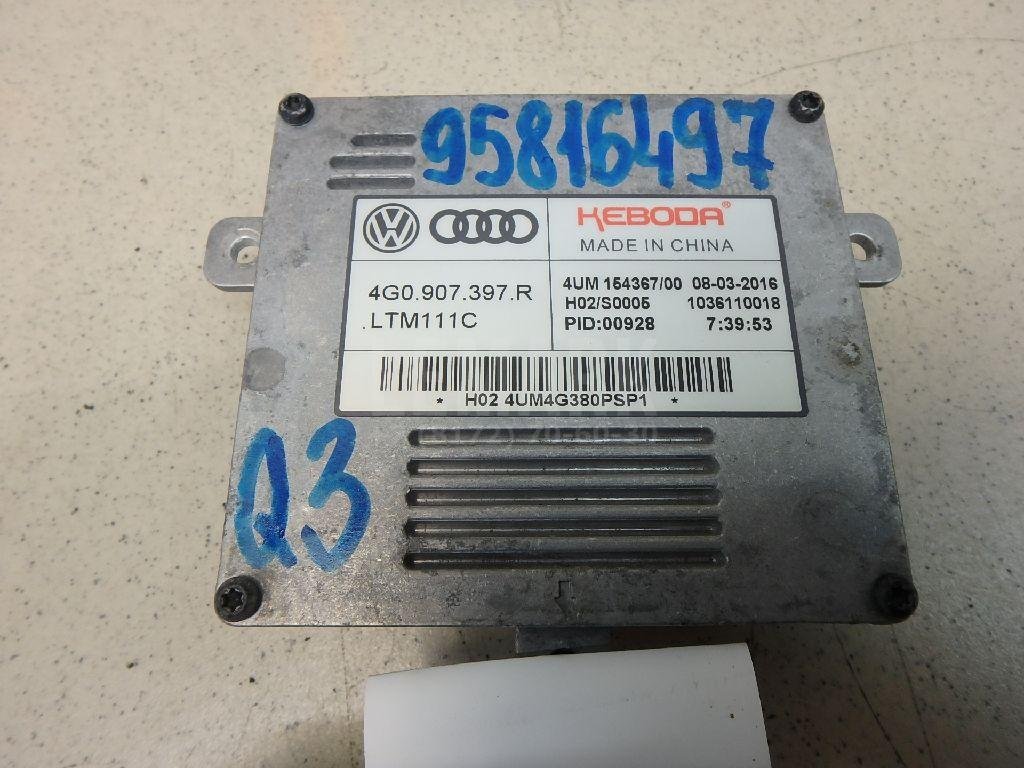 95816497
KEBODA®
MADE IN CHINA
4G0.907.397.R
.LTM111C
4UM 154367/00 08-03-2016
H02/S0005 1036110018
PID:00928 7:39:53
* H02 4UM4G380PSP1 *
Q3